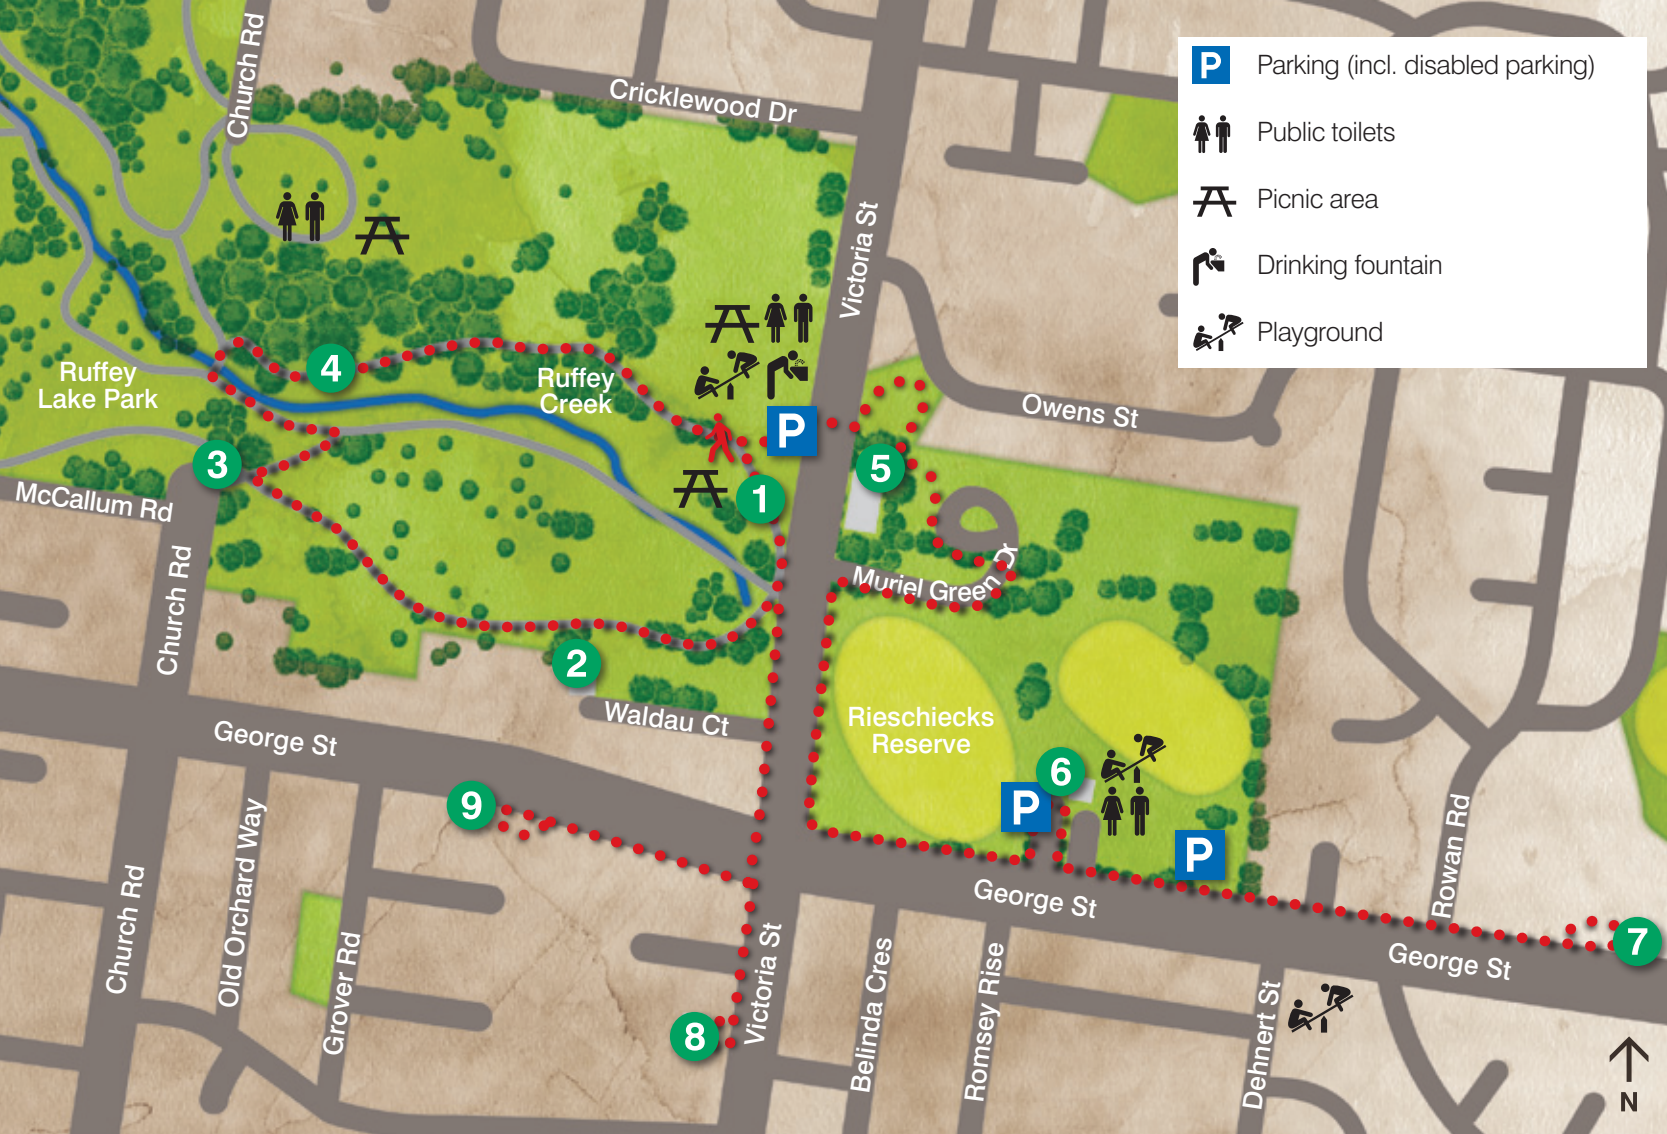 Church Rd
Cricklewood Dr
P Parking (incl. disabled parking)
Public toilets
Picnic area
Drinking fountain
Playground
Victoria St
Ruffey
Lake Park
4
Ruffey
Creek
P
Owens St
3
5
1
McCallum Rd
Church Rd
Muriel Green Dr
2
Waldau Ct
George St
Rieschiecks
Reserve
6
P
9
P
Old Orchard Way
Church Rd
Grover Rd
George St
Rowan Rd
7
George St
Victoria St
8
Belinda Cres
Romsey Rise
Dehnert St
N